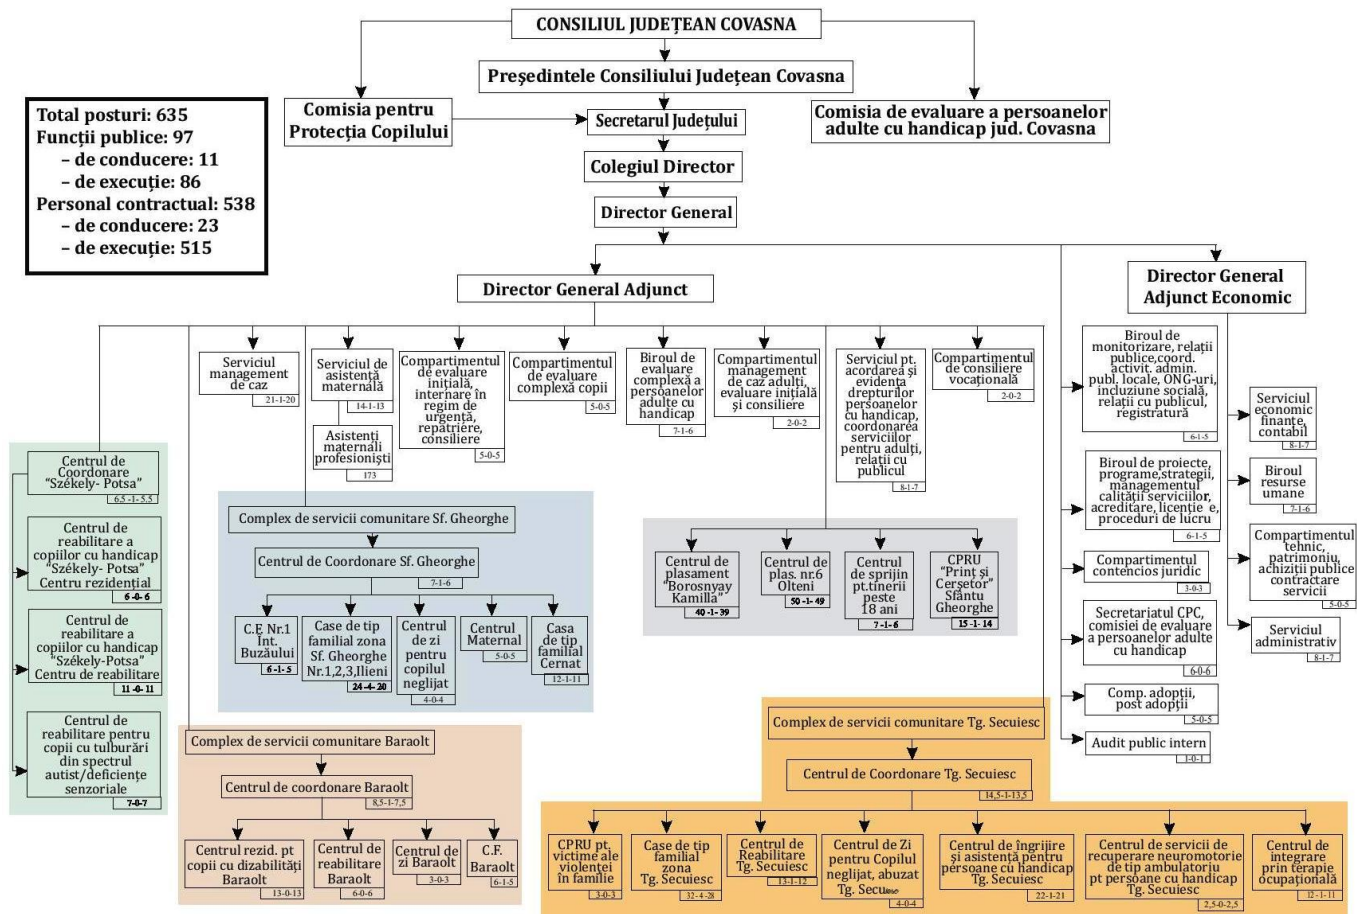 CONSILIUL JUDEȚEAN COVASNA
Președintele Consiliului Județean Covasna
Comisia pentru
Protecția Copilului
Secretarul Județului
Comisia de evaluare a persoanelor
adulte cu handicap jud. Covasna
Colegiul Director
Director General
Total posturi: 635
Funcții publice: 97
– de conducere: 11
– de execuție: 86
Personal contractual: 538
– de conducere: 23
– de execuție: 515
Director General Adjunct
Director General
Adjunct Economic
Serviciul
management
de caz
21-1-20
Serviciul de
asistență
maternală
14-1-13
Asistenți
maternali
profesioniști
173
Compartimentul
de evaluare
inițială,
internare în
regim de
urgență,
repatriere,
consiliere
5-0-5
Compartimentul
de evaluare
complexă copii
5-0-5
Biroul de
evaluare
complexă a
persoanelor
adulte cu
handicap
7-1-6
Compartimentul
management
de caz adulți,
evaluare inițială
și consiliere
2-0-2
Serviciul pt.
acordarea și
evidența
drepturilor
persoanelor
cu handicap,
coordonarea
serviciilor
pentru adulți,
relații cu
publicul
8-1-7
Compartimentul
de consiliere
vocațională
2-0-2
Biroul de
monitorizare, relații
publice,coord.
activit. admin.
publ. locale, ONG-uri,
incluziune socială,
relații cu publicul,
registratură
6-1-5
Biroul de proiecte,
programe,strategii,
managementul
calității serviciilor,
acreditare, licenție e,
proceduri de lucru
6-1-5
Compartimentul
contencios juridic
3-0-3
Secretariatul CPC,
comisiei de evaluare
a persoanelor adulte
cu handicap
6-0-6
Comp. adopții,
post adopții
5-0-5
Audit public intern
1-0-1
Serviciul
economic
finanțe,
contabil
8-1-7
Biroul
resurse
umane
7-1-6
Compartimentul
tehnic,
patrimoniu,
achiziții publice
contractare
servicii
5-0-5
Serviciul
administrativ
8-1-7
Centrul de
Coordonare
"Székely- Potsa"
6,5 -1- 5.5
Centrul de
reabilitare a
copiilor cu handicap
"Székely- Potsa"
Centru rezidențial
6 -0- 6
Centrul de
reabilitare a
copiilor cu handicap
"Székely-Potsa"
Centru de reabilitare
11 -0- 11
Centrul de
reabilitare pentru
copii cu tulburări
din spectrul
autist/deficiențe
senzoriale
7-0-7
Complex de servicii comunitare Sf. Gheorghe
Centrul de Coordonare Sf. Gheorghe
7-1-6
C.F. Nr.1
Înt.
Buzăului
6 -1- 5
Case de tip
familial zona
Sf. Gheorghe
Nr.1,2,3,Ilieni
24 -4- 20
Centrul
de zi
pentru
copilul
neglijat
4-0-4
Centrul
Maternal
5-0-5
Casa
de tip
familial
Cernat
12-1-11
Centrul de
plasament
"Borosnyay
Kamilla"
40 -1- 39
Centrul de
plas. nr.6
Olteni
50 -1- 49
Centrul
de sprijin
pt.tinerii
peste
18 ani
7 -1- 6
CPRU
"Prinț și
Cerșetor"
Sfântu
Gheorghe
15 -1- 14
Complex de servicii comunitare Baraolt
Centrul de coordonare Baraolt
8,5-1-7,5
Centrul rezid. pt
copii cu dizabilități
Baraolt
13-0-13
Centrul de
reabilitare
Baraolt
6-0-6
Centrul de
zi Baraolt
3-0-3
C.F.
Baraolt
6-1-5
Complex de servicii comunitare Tg. Secuiesc
Centrul de Coordonare Tg. Secuiesc
14,5-1-13,5
CPRU pt.
victime ale
violenței
în familie
3-0-3
Case de tip
familial
zona
Tg. Secuiesc
32-4-28
Centrul de
Reabilitare
Tg. Secuiesc
13-1-12
Centrul de Zi
pentru Copilul
neglijat, abuzat
Tg.
4-0-4
Centrul de îngrijire
și asistență pentru
persoane cu handicap
Tg. Secuiesc
22-1-21
Centrul de servicii de
recuperare neuromotorie
de tip ambulatoriu
pt persoane cu handicap
Tg. Secuiesc
2,5-0-2,5
Centrul de
integrare
prin terapie
ocupațională
12-1-11